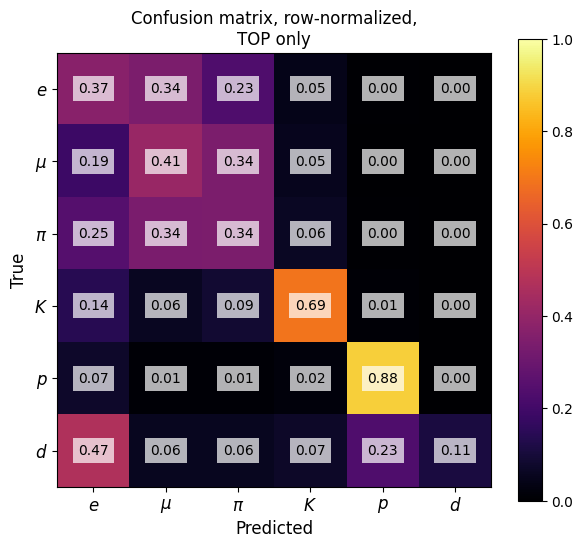 Confusion matrix, row-normalized,
TOP only
1.0
0.8
0.6
0.4
0.2
0.0
True
e 0.37 0.34 0.23 0.05 0.00 0.00
μ 0.19 0.41 0.34 0.05 0.00 0.00
π 0.25 0.34 0.34 0.06 0.00 0.00
K 0.14 0.06 0.09 0.69 0.01 0.00
p 0.07 0.01 0.01 0.02 0.88 0.00
d 0.47 0.06 0.06 0.07 0.23 0.11
e μ π K p d
Predicted